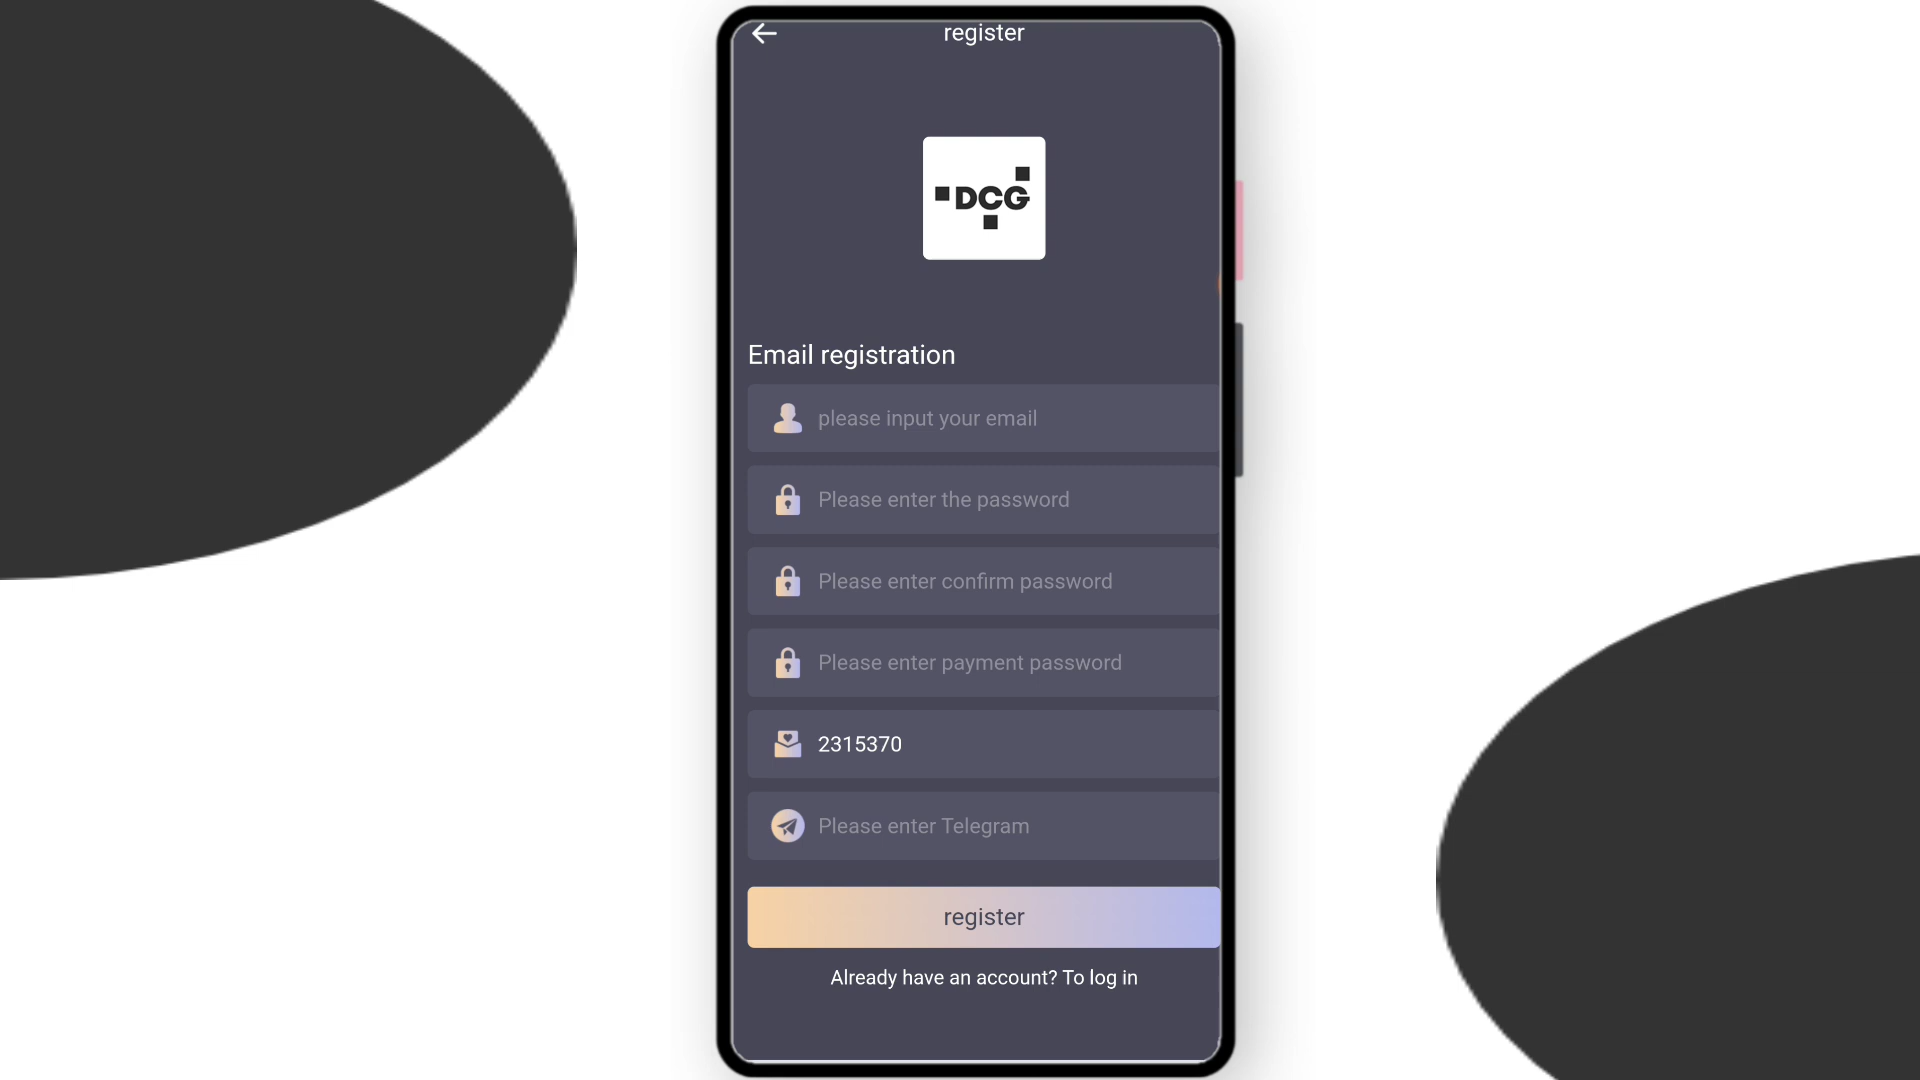 register
DCG
Email registration
please input your email
Please enter the password
Please enter confirm password
Please enter payment password
2315370
Please enter Telegram
register
Already have an account? To log in